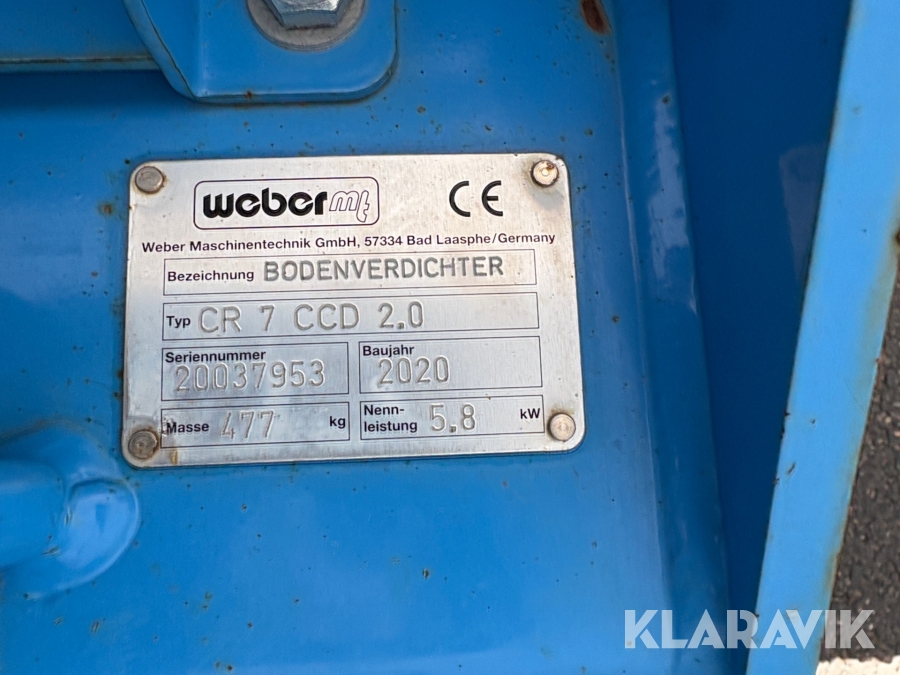 weber mt
CE
Weber Maschinentechnik GmbH, 57334 Bad Laasphe/Germany
Bezeichnung BODENVERDICHTER
Typ CR 7 CCD 2.0
Seriennummer 20037953
Baujahr 2020
Masse 477 kg
Nenn-
leistung 5.8 kW
KLARAVIK